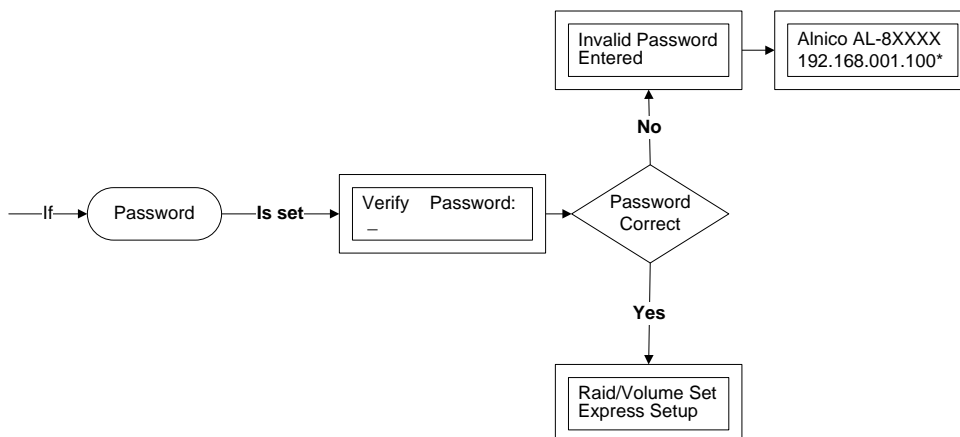 Invalid Password
Entered
Alnico AL-8XXXX
192.168.001.100*
No
If
Password
Is set
Verify Password:
_
Password
Correct
Yes
Raid/Volume Set
Express Setup